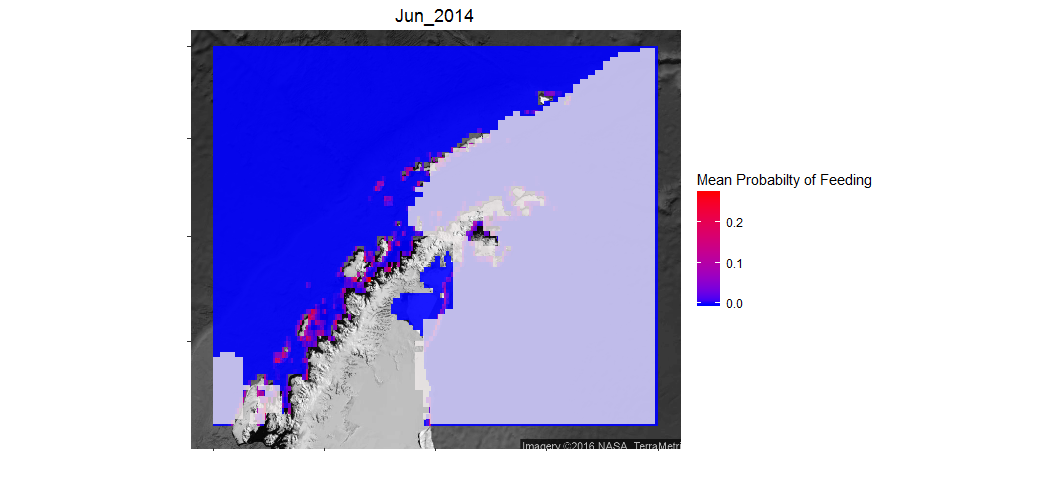 Jun_2014
Mean Probabilty of Feeding
0.2
0.1
0.0
Imagery ©2016 NASA, TerraMetri